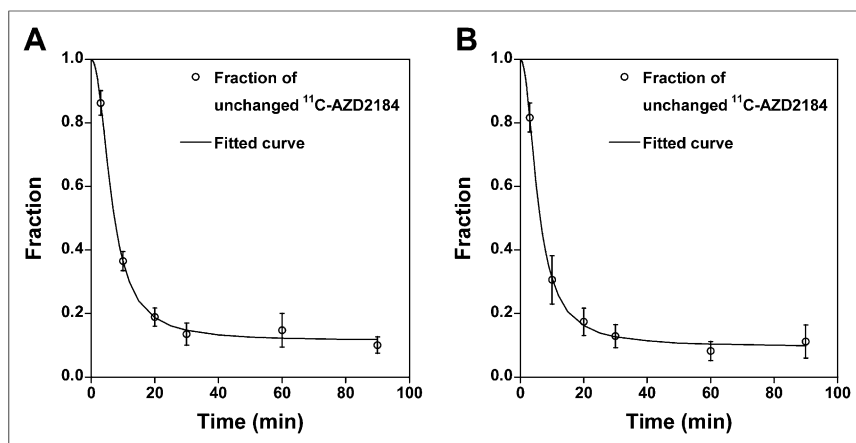 A
1.0
0.8
0.6
0.4
0.2
0.0
Fraction
0
20
40
60
80
100
Time (min)
Fraction of
unchanged ¹¹C-AZD2184
Fitted curve
B
1.0
0.8
0.6
0.4
0.2
0.0
Fraction
0
20
40
60
80
100
Time (min)
Fraction of
unchanged ¹¹C-AZD2184
Fitted curve